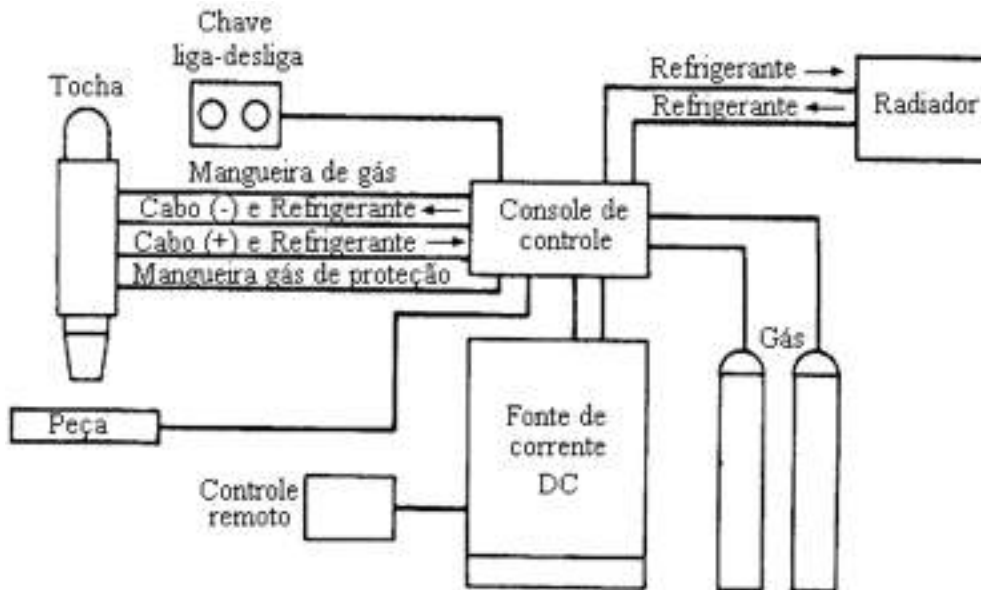 Chave
liga-desliga
Tocha
Refrigerante
Refrigerante
Radiador
Mangueira de gás
Cabo (-) e Refrigerante
Cabo (+) e Refrigerante
Mangueira gás de proteção
Console de
controle
Gás
Peça
Fonte de
corrente
DC
Controle
remoto